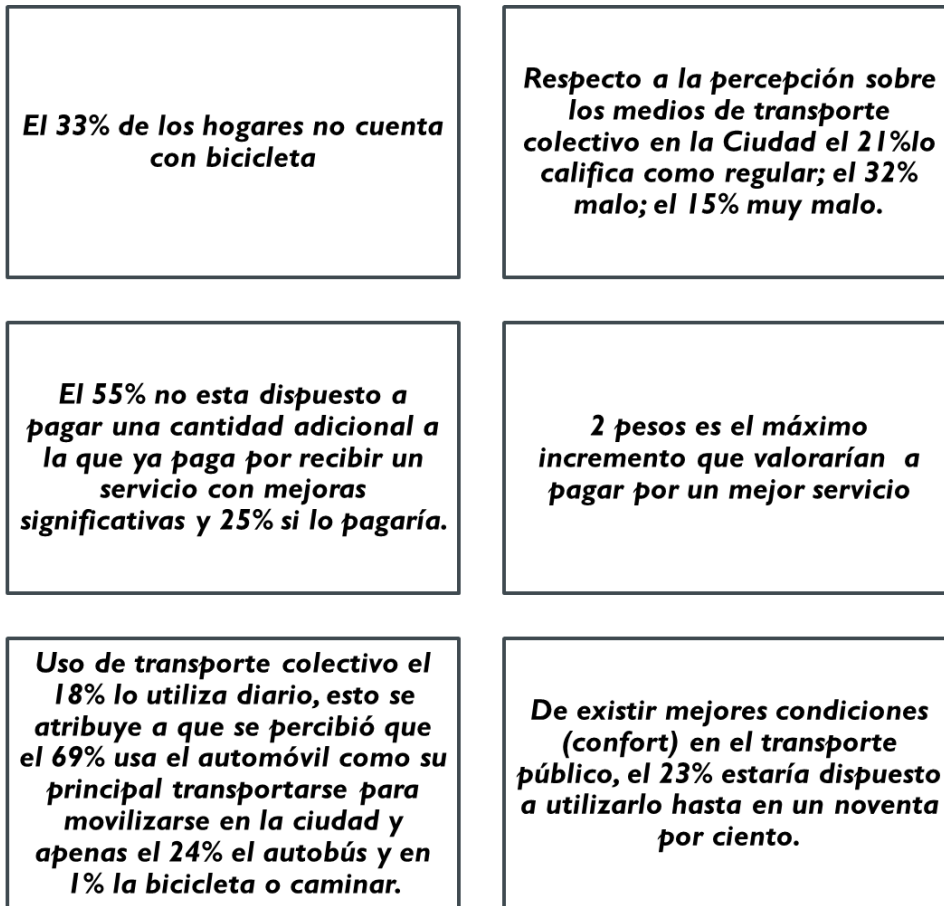 El 33% de los hogares no cuenta
con bicicleta
Respecto a la percepción sobre
los medios de transporte
colectivo en la Ciudad el 21%lo
califica como regular; el 32%
malo; el 15% muy malo.
El 55% no esta dispuesto a
pagar una cantidad adicional a
la que ya paga por recibir un
servicio con mejoras
significativas y 25% si lo pagaría.
2 pesos es el máximo
incremento que valorarían a
pagar por un mejor servicio
Uso de transporte colectivo el
18% lo utiliza diario, esto se
atribuye a que se percibió que
el 69% usa el automóvil como su
principal transportarse para
movilizarse en la ciudad y
apenas el 24% el autobús y en
1% la bicicleta o caminar.
De existir mejores condiciones
(confort) en el transporte
público, el 23% estaría dispuesto
a utilizarlo hasta en un noventa
por ciento.